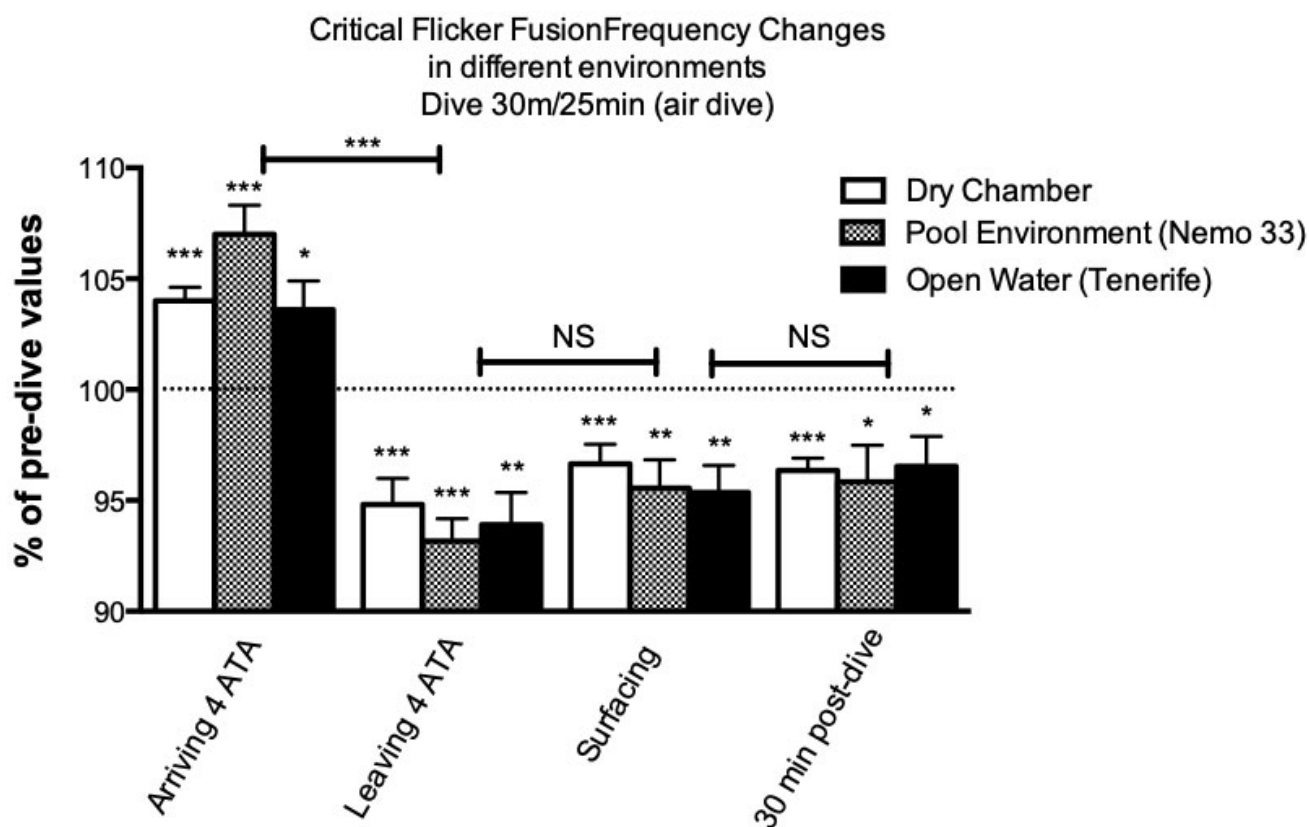 Critical Flicker FusionFrequency Changes
in different environments
Dive 30m/25min (air dive)
% of pre-dive values
110
105
100
95
90
***
***
***
*
***
***
**
NS
***
**
**
NS
***
*
*
Dry Chamber
Pool Environment (Nemo 33)
Open Water (Tenerife)
Arriving 4 ATA
Leaving 4 ATA
Surfacing
30 min post-dive